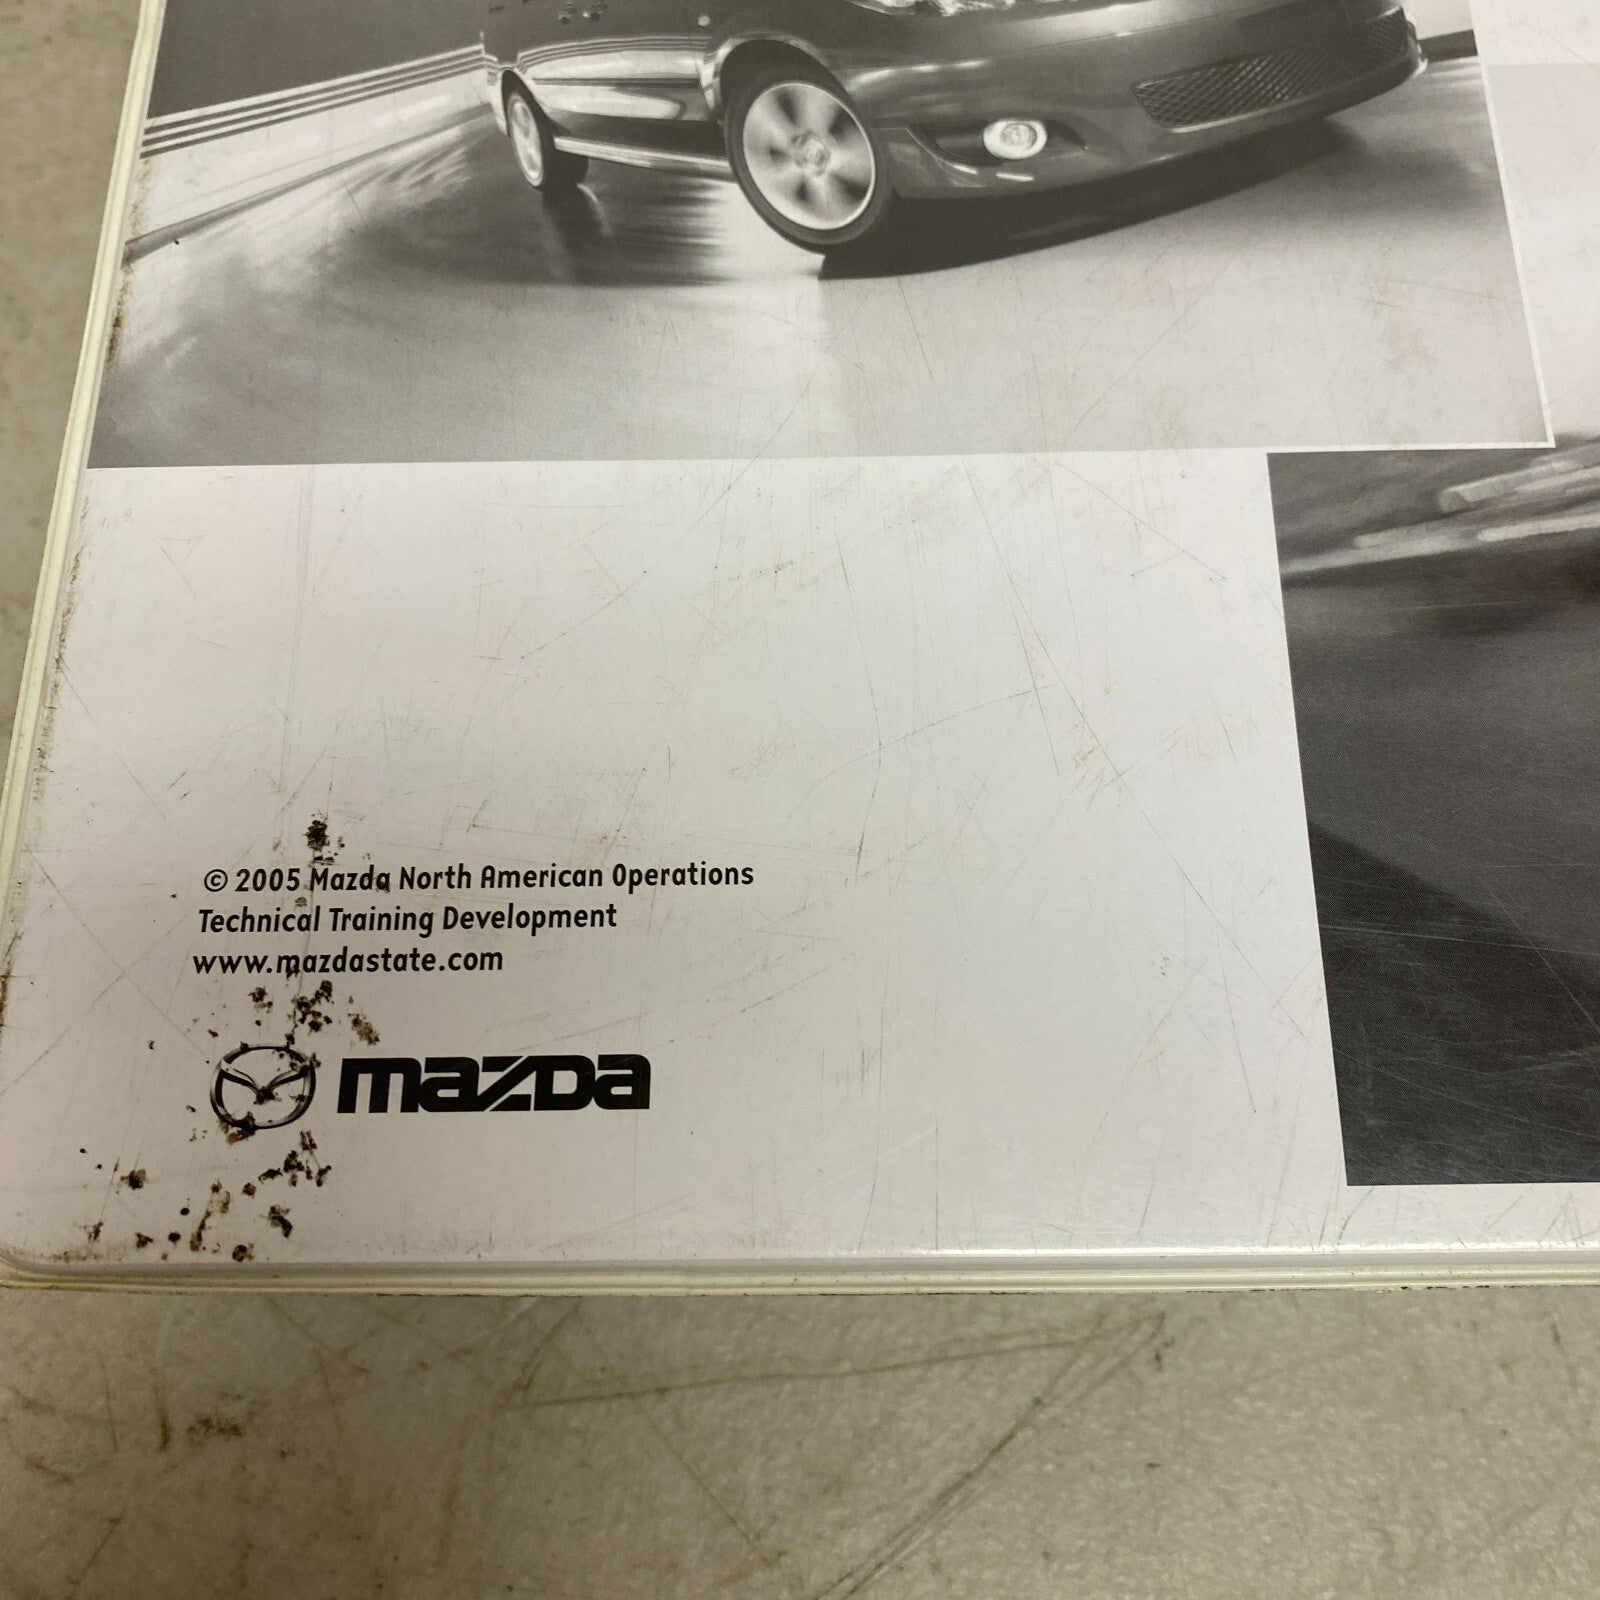 © 2005 Mazda North American Operations
Technical Training Development
www.mazdastate.com
mazda